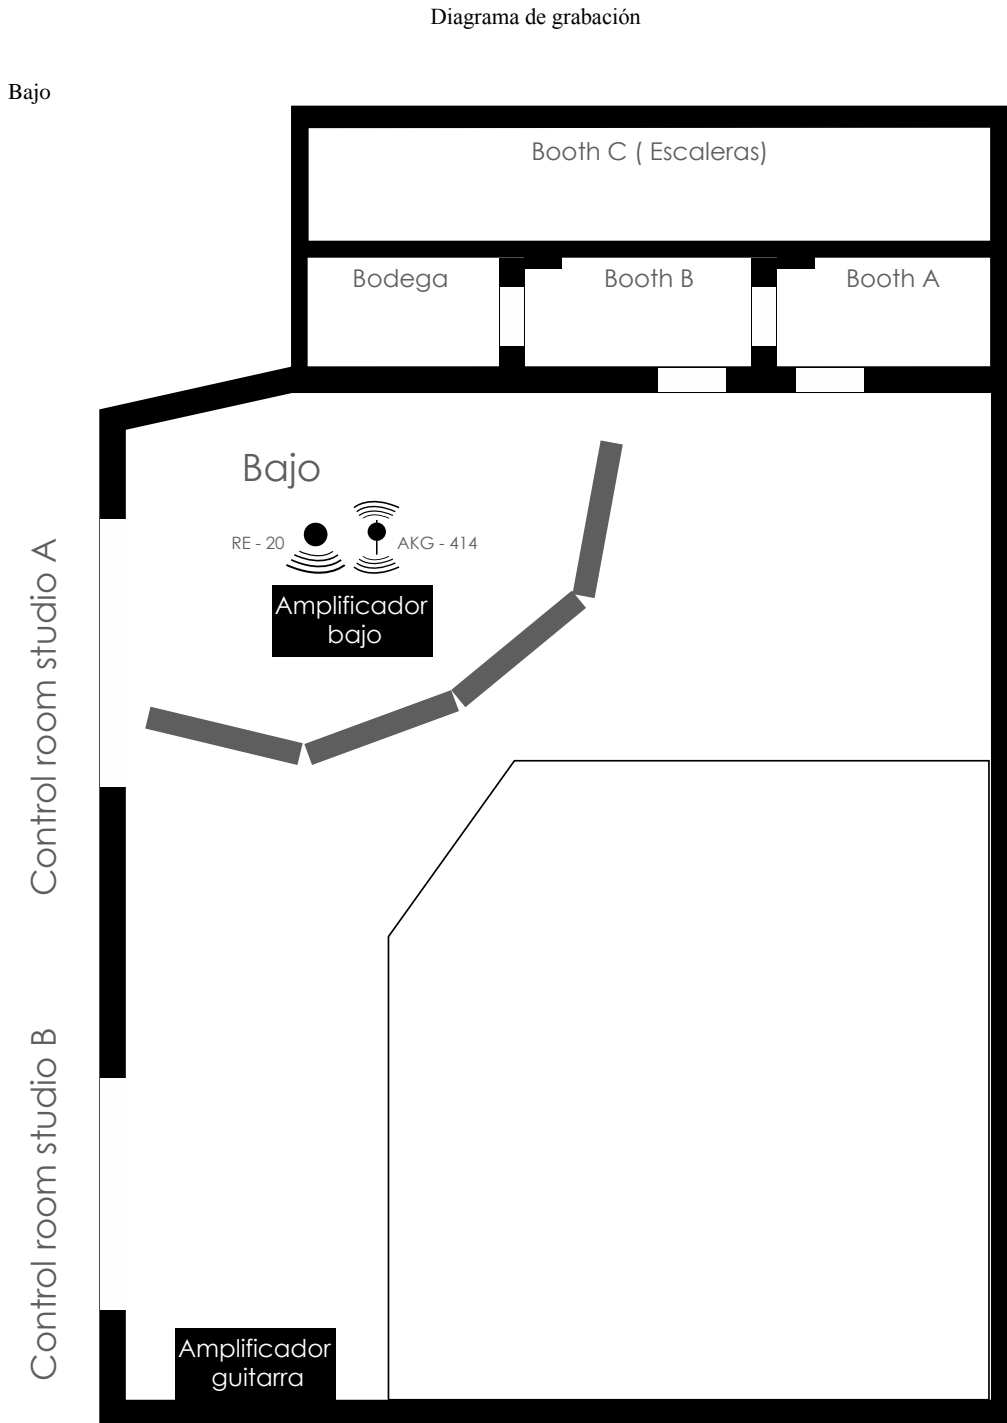 Diagrama de grabación
Bajo
Booth C ( Escaleras)
Bodega
Booth B
Booth A
Bajo
RE - 20
AKG - 414
Amplificador
bajo
Control room studio A
Control room studio B
Amplificador
guitarra